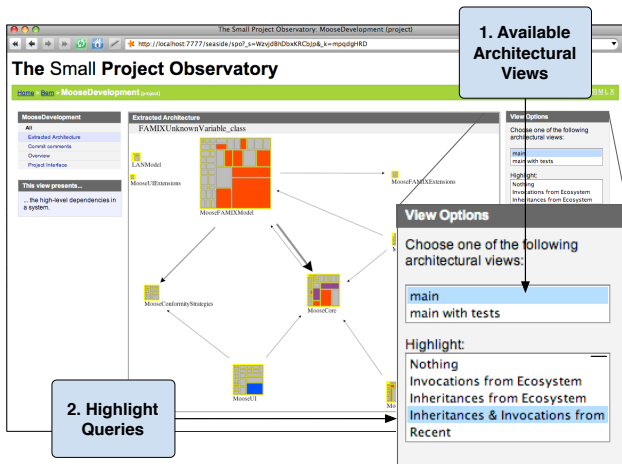 The Small Project Observatory: MooseDevelopment (project)
http://localhost:7777/seaside/spo?_s=WzvjdBhDbxKRCbJp&_k=mpqdgHRD
The Small Project Observatory
Home > Bern > MooseDevelopment (project)
MooseDevelopment
All
Extracted Architecture
Commit comments
Overview
Project Interface
This view presents...
... the high-level dependencies in
a system.
Extracted Architecture
FAMIXUnknownVariable_class
LANModel
MooseUIExtensions
MooseFAMIXModel
MooseFAMIXExtensions
MooseConformityStrategies
MooseCore
MooseUI
Mo
View Options
Choose one of the following
architectural views:
main
main with tests
Highlight:
Nothing
Invocations from Ecosystem
Inheritances from Ecosystem
1. Available
Architectural
Views
View Options
Choose one of the following
architectural views:
main
main with tests
Highlight:
Nothing
Invocations from Ecosystem
Inheritances from Ecosystem
Inheritances & Invocations from
Recent
2. Highlight
Queries